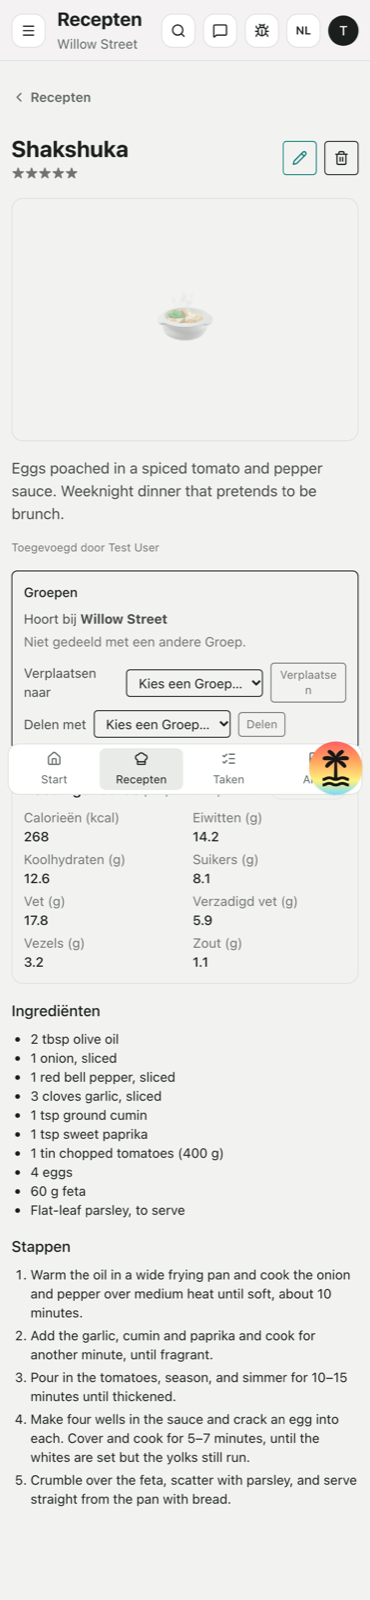 Recepten
Willow Street
NL
T
Recepten
Shakshuka
★★★★★
Eggs poached in a spiced tomato and pepper
sauce. Weeknight dinner that pretends to be
brunch.
Toegevoegd door Test User
Groepen
Hoort bij Willow Street
Niet gedeeld met een andere Groep.
Verplaatsen
naar
Kies een Groep...
Verplaatse
n
Delen met
Kies een Groep...
Delen
Start
Recepten
Taken
Calorieën (kcal)
Eiwitten (g)
268
14.2
Koolhydraten (g)
Suikers (g)
12.6
8.1
Vet (g)
Verzadigd vet (g)
17.8
5.9
Vezels (g)
Zout (g)
3.2
1.1
Ingrediënten
• 2 tbsp olive oil
• 1 onion, sliced
• 1 red bell pepper, sliced
• 3 cloves garlic, sliced
• 1 tsp ground cumin
• 1 tsp sweet paprika
• 1 tin chopped tomatoes (400 g)
• 4 eggs
• 60 g feta
• Flat-leaf parsley, to serve
Stappen
1. Warm the oil in a wide frying pan and cook the onion
and pepper over medium heat until soft, about 10
minutes.
2. Add the garlic, cumin and paprika and cook for
another minute, until fragrant.
3. Pour in the tomatoes, season, and simmer for 10–15
minutes until thickened.
4. Make four wells in the sauce and crack an egg into
each. Cover and cook for 5–7 minutes, until the
whites are set but the yolks still run.
5. Crumble over the feta, scatter with parsley, and serve
straight from the pan with bread.